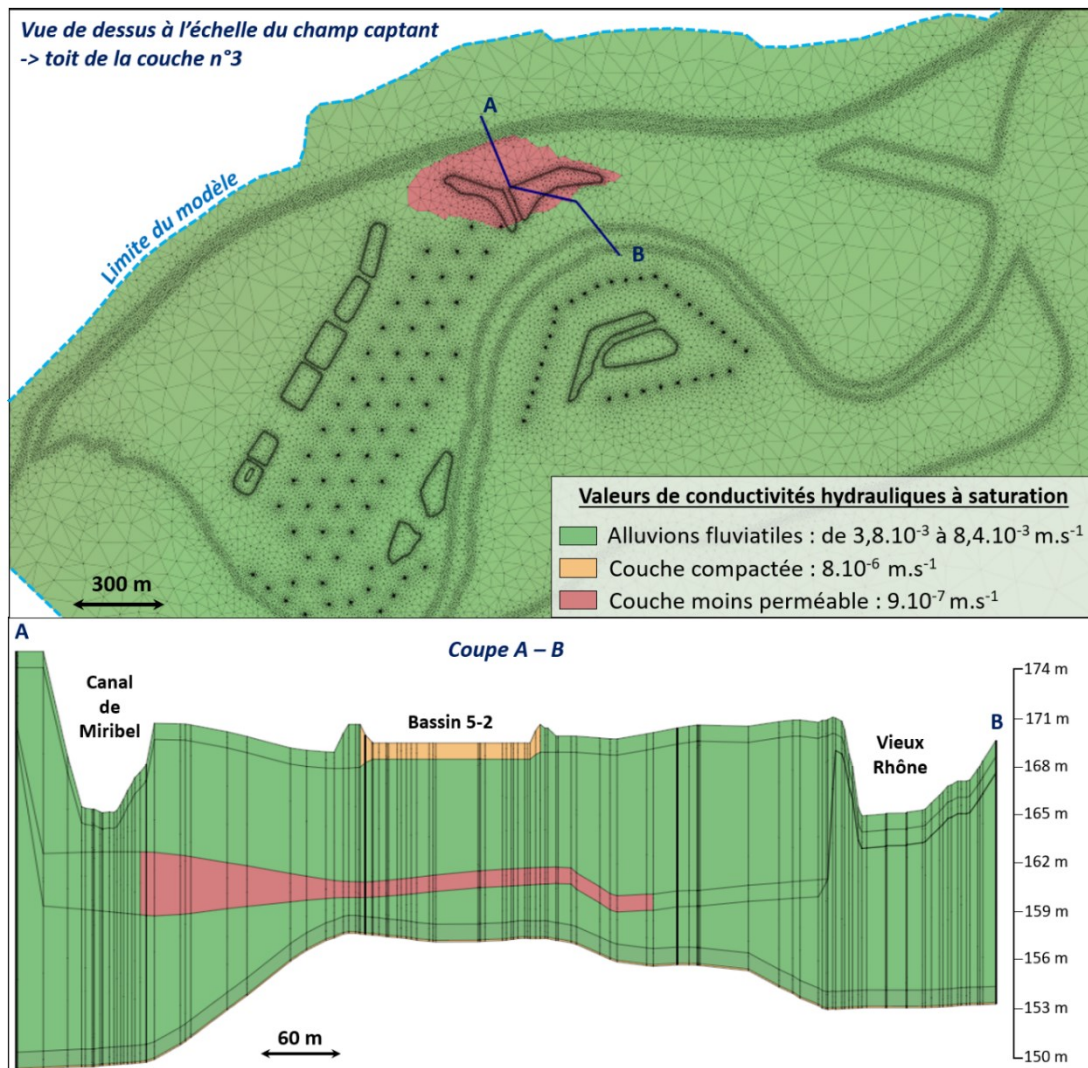 Vue de dessus à l'échelle du champ captant
-> toit de la couche n°3
A
Limite du modèle
B
Valeurs de conductivités hydrauliques à saturation
Alluvions fluviatiles : de 3,8.10⁻³ à 8,4.10⁻³ m.s⁻¹
Couche compactée : 8.10⁻⁶ m.s⁻¹
Couche moins perméable : 9.10⁻⁷ m.s⁻¹
300 m
A
Coupe A – B
Canal
de
Miribel
Bassin 5-2
Vieux
Rhône
B
174 m
171 m
168 m
165 m
162 m
159 m
156 m
153 m
150 m
60 m